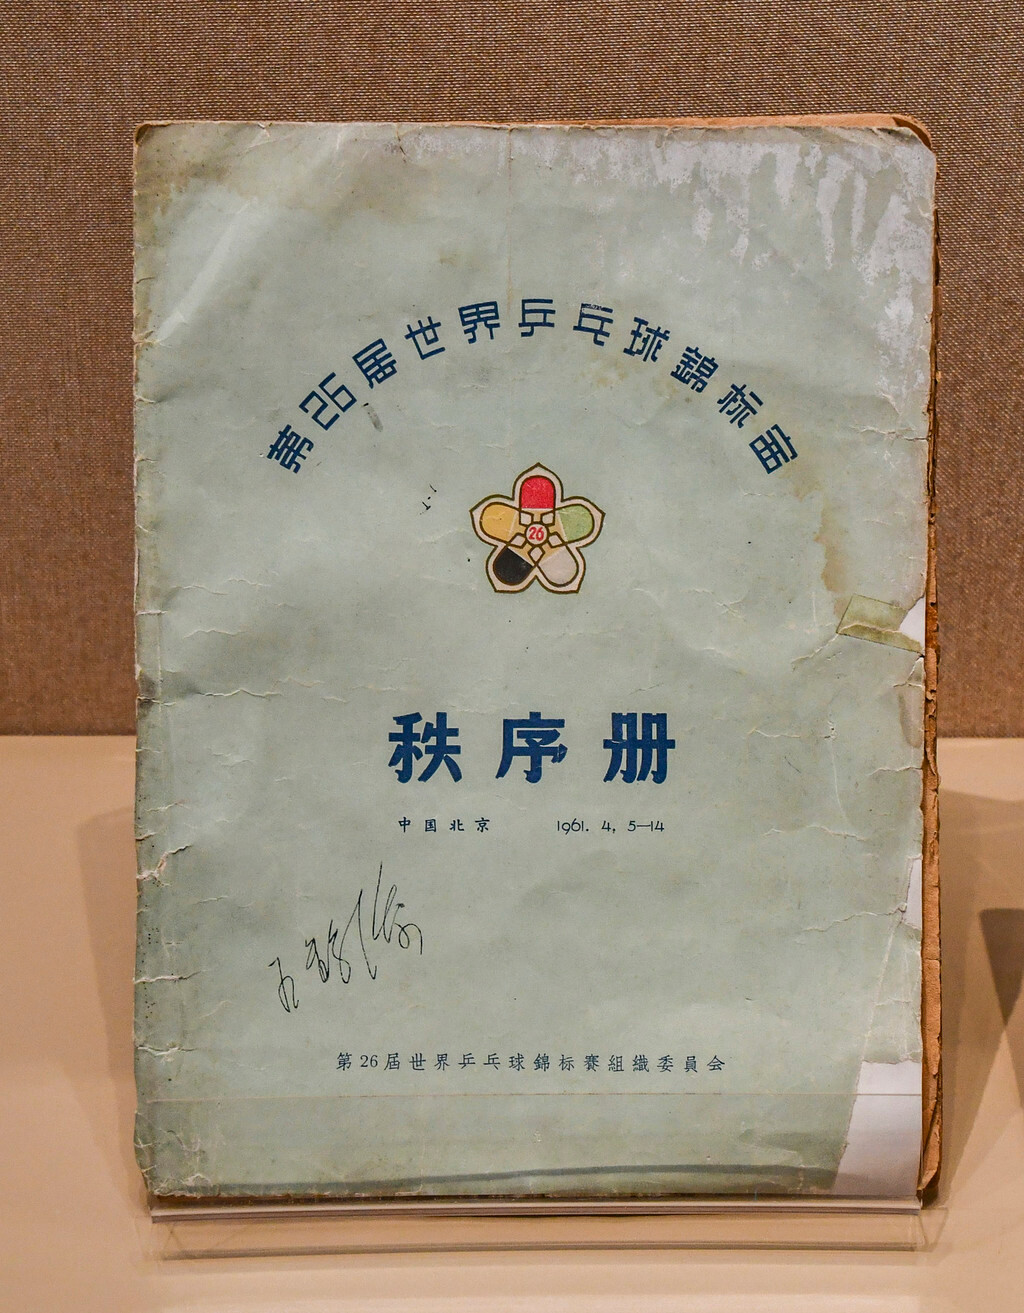 第26届世界乒乓球錦标赛
26
秩序册
中国北京 1961. 4, 5—14
第26届世界乒乓球錦标赛組織委員会